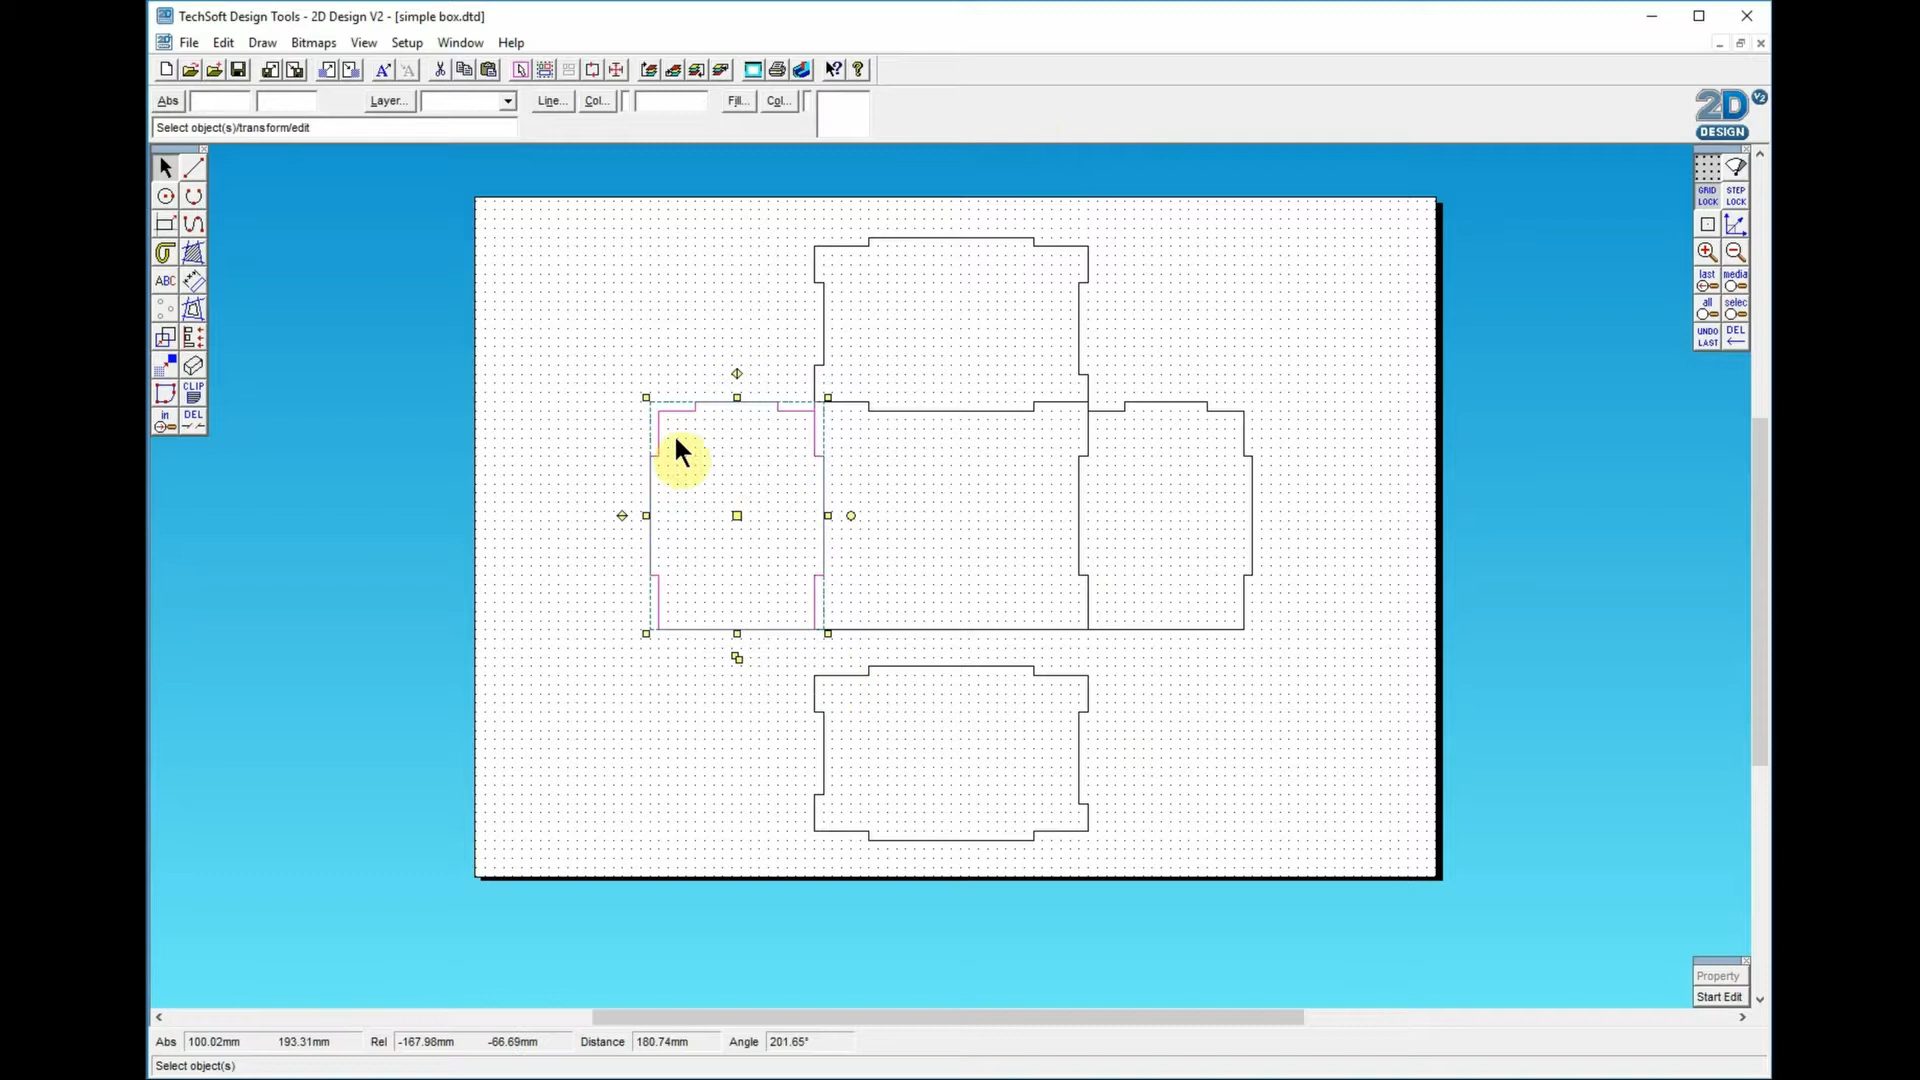 TechSoft Design Tools - 2D Design V2 - [simple box.dtd]
File Edit Draw Bitmaps View Setup Window Help
Abs Layer... Line... Col... Fill... Col...
2D V2
DESIGN
Select object(s)/transform/edit
GRID LOCK STEP LOCK
ABC
last media
all selec
UNDO LAST DEL
CLIP
in DEL
Property
Start Edit
Abs 100.02mm 193.31mm Rel -167.98mm -66.69mm Distance 180.74mm Angle 201.65°
Select object(s)